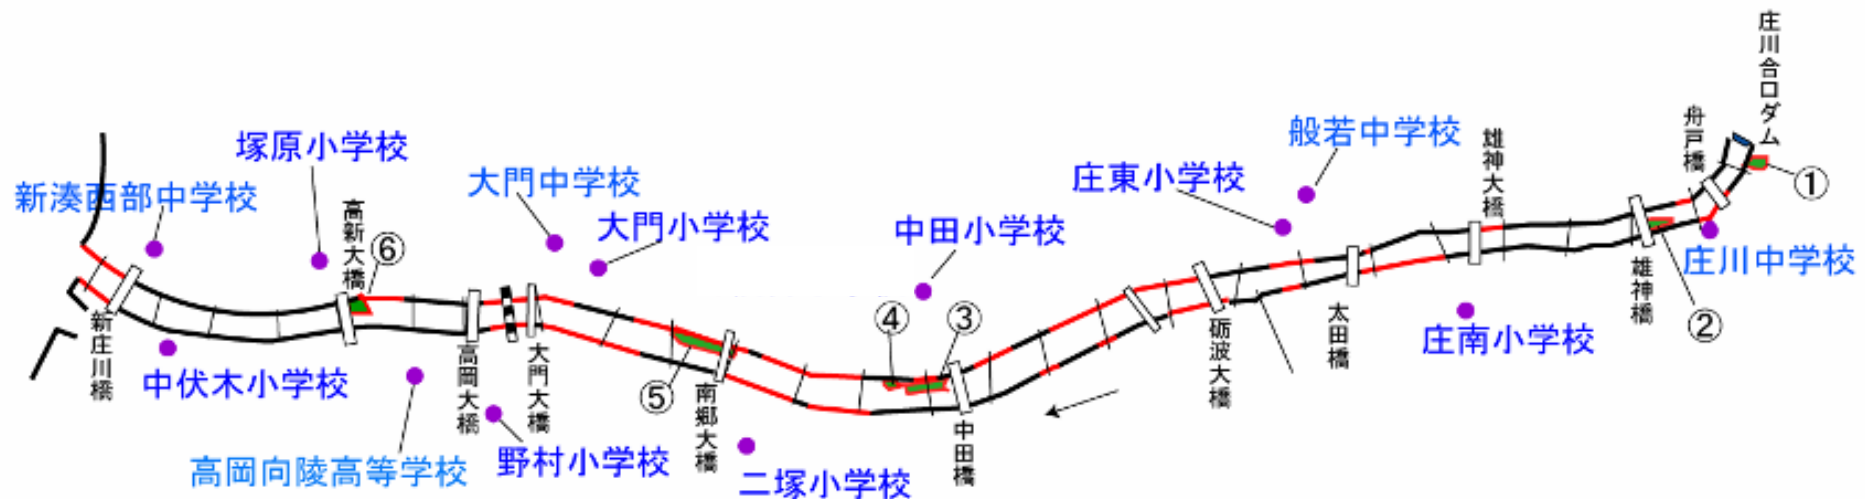 庄川合口ダム
舟戸橋
般若中学校
雄神大橋
塚原小学校
庄東小学校
大門中学校
①
新湊西部中学校
高新大橋
⑥
大門小学校
中田小学校
庄川中学校
雄神橋
②
④
③
太田橋
庄南小学校
砺波大橋
新庄川橋
高岡大橋
大門大橋
中伏木小学校
⑤
南郷大橋
中田橋
高岡向陵高等学校
野村小学校
二塚小学校